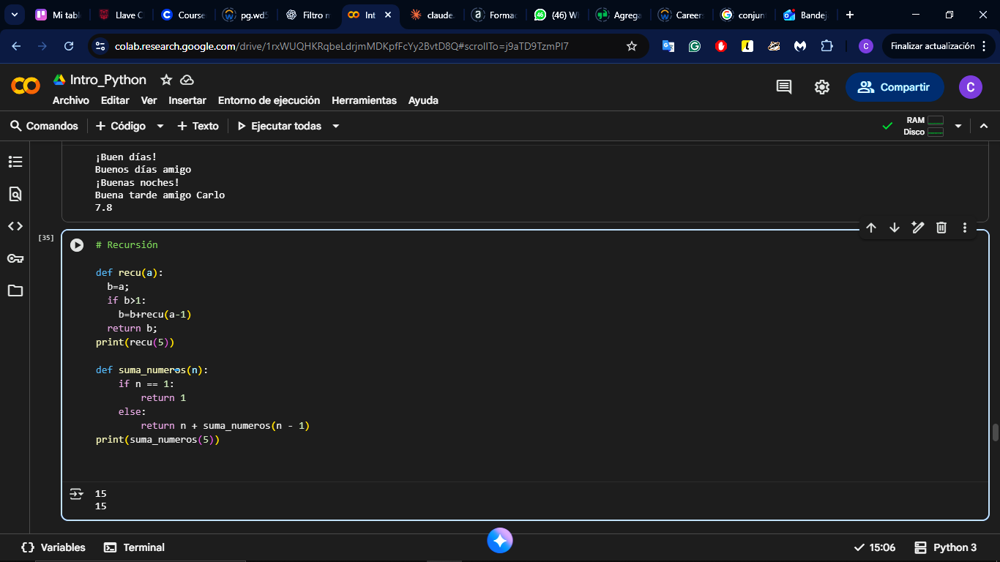 Mi tabl
Llave C
Course
pg.wd5
Filtro n
Int
claude.
Formac
(46) W
Agrega
Careers
conjun
Bandej
colab.research.google.com/drive/1rxWUQHKRqbeLdrjmMDKpfFcYy2BvtD8Q#scrollTo=j9aTD9TzmPI7
C
Finalizar actualización
CO
Intro_Python
Archivo Editar Ver Insertar Entorno de ejecución Herramientas Ayuda
Compartir
C
Comandos + Código + Texto Ejecutar todas
RAM
Disco
¡Buen días!
Buenos días amigo
¡Buenas noches!
Buena tarde amigo Carlo
7.8
[35]
# Recursión
def recu(a):
  b=a;
  if b>1:
    b=b+recu(a-1)
  return b;
print(recu(5))
def suma_numeros(n):
    if n == 1:
        return 1
    else:
        return n + suma_numeros(n - 1)
print(suma_numeros(5))
15
15
{} Variables
Terminal
15:06
Python 3